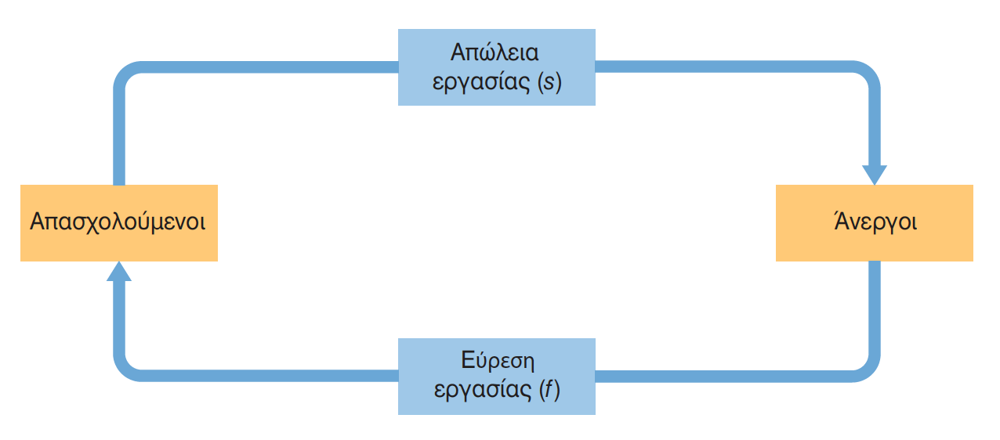 Απώλεια
εργασίας (s)
Απασχολούμενοι
Άνεργοι
Εύρεση
εργασίας (f)